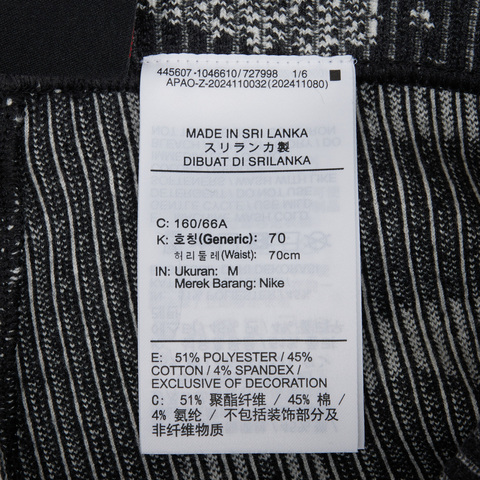 445607-1046610/727998 1/6
APAO-Z-2024110032(202411080)
MADE IN SRI LANKA
スリランカ製
DIBUAT DI SRILANKA
C: 160/66A
K: 호칭(Generic): 70
허리둘레(Waist): 70cm
IN: Ukuran: M
Merek Barang: Nike
E: 51% POLYESTER / 45%
COTTON / 4% SPANDEX /
EXCLUSIVE OF DECORATION
C: 51% 聚酯纤维 / 45% 棉 /
4% 氨纶 / 不包括装饰部分及
非纤维物质